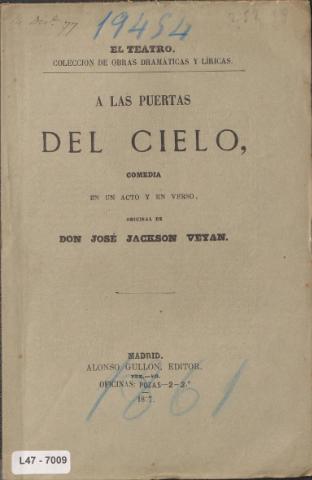 19454
EL TEATRO.
COLECCION DE OBRAS DRAMÁTICAS Y LÍRICAS.
A LAS PUERTAS
DEL CIELO,
COMEDIA
EN UN ACTO Y EN VERSO,
ORIGINAL DE
DON JOSÉ JACKSON VEYAN.
MADRID.
ALONSO GULLON, EDITOR.
OFICINAS: POZAS—2—2.º
1861
L47 - 7009